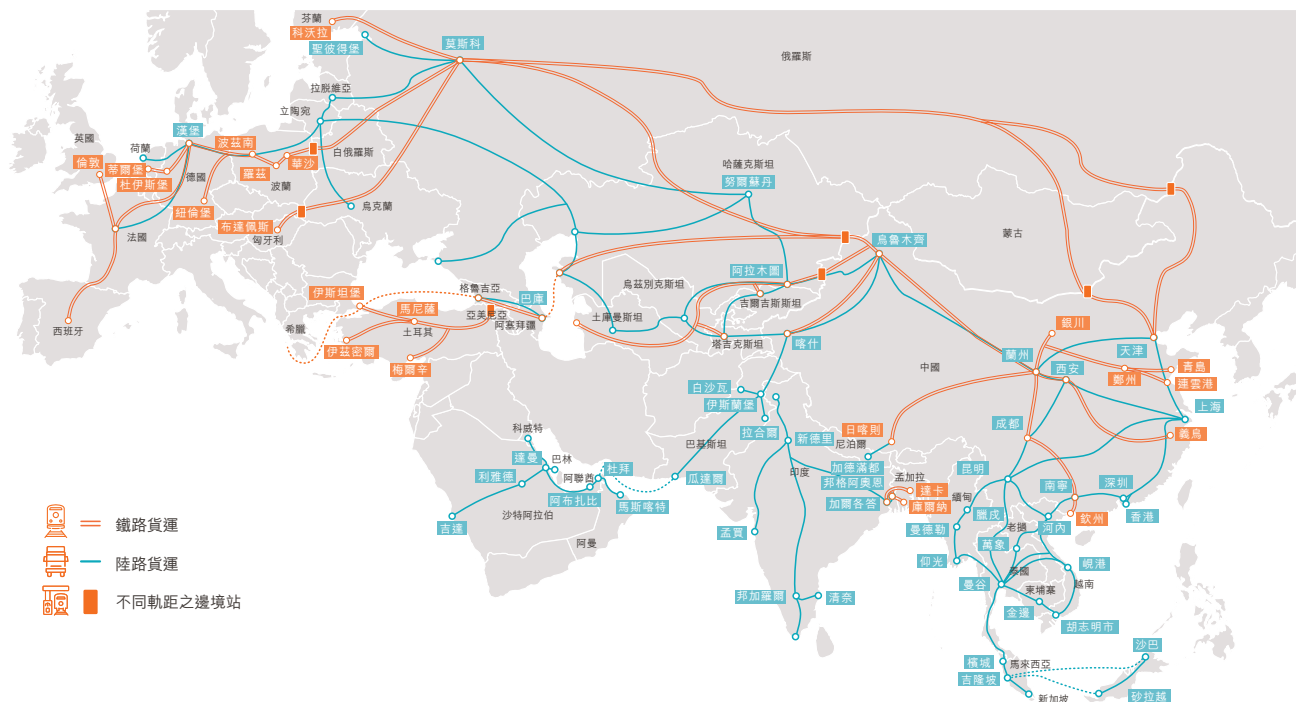 芬蘭
科沃拉
聖彼得堡
莫斯科
俄羅斯
拉脫維亞
立陶宛
英國
荷蘭
漢堡
波茲南
白俄羅斯
倫敦
蒂爾堡
杜伊斯堡
德國
羅茲
華沙
波蘭
紐倫堡
烏克蘭
布達佩斯
匈牙利
法國
西班牙
哈薩克斯坦
努爾蘇丹
蒙古
烏魯木齊
阿拉木圖
烏茲別克斯坦
吉爾吉斯斯坦
格魯吉亞
巴庫
亞美尼亞
阿塞拜疆
土庫曼斯坦
塔吉克斯坦
喀什
伊斯坦堡
馬尼薩
土耳其
希臘
伊茲密爾
梅爾辛
銀川
蘭州
西安
天津
青島
鄭州
連雲港
中國
上海
成都
義烏
日喀則
尼泊爾
白沙瓦
伊斯蘭堡
拉合爾
新德里
巴基斯坦
瓜達爾
印度
加德滿都
邦格阿奧恩
加爾各答
孟加拉
達卡
庫爾納
孟買
邦加羅爾
清奈
科威特
達曼
巴林
利雅德
阿聯酋
杜拜
阿布扎比
馬斯喀特
吉達
沙特阿拉伯
阿曼
昆明
南寧
深圳
香港
欽州
緬甸
臘戌
老撾
河內
曼德勒
萬象
仰光
曼谷
泰國
峴港
越南
柬埔寨
金邊
胡志明市
檳城
馬來西亞
吉隆坡
新加坡
沙巴
砂拉越
鐵路貨運
陸路貨運
不同軌距之邊境站